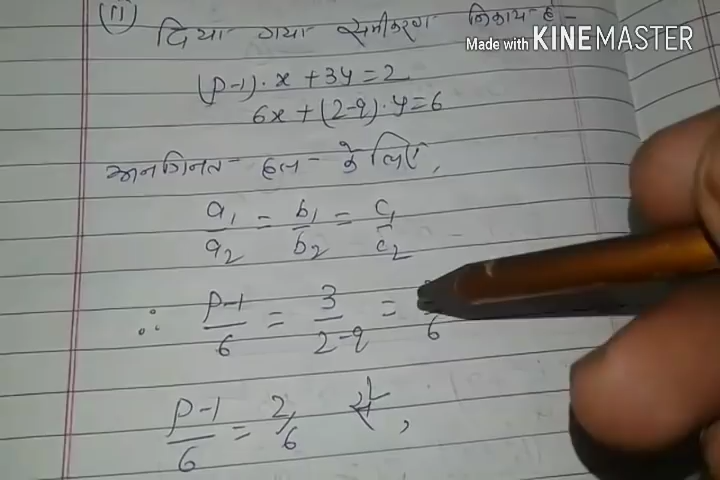 (ii) दिया गया समीकरण निकाय है-
Made with KINEMASTER
(p-1)·x + 3y = 2
6x + (2-q)·y = 6
अनगिनत हल के लिए,
a₁/a₂ = b₁/b₂ = c₁/c₂
∴ p-1/6 = 3/2-q = /6
p-1/6 = 2/6 से,